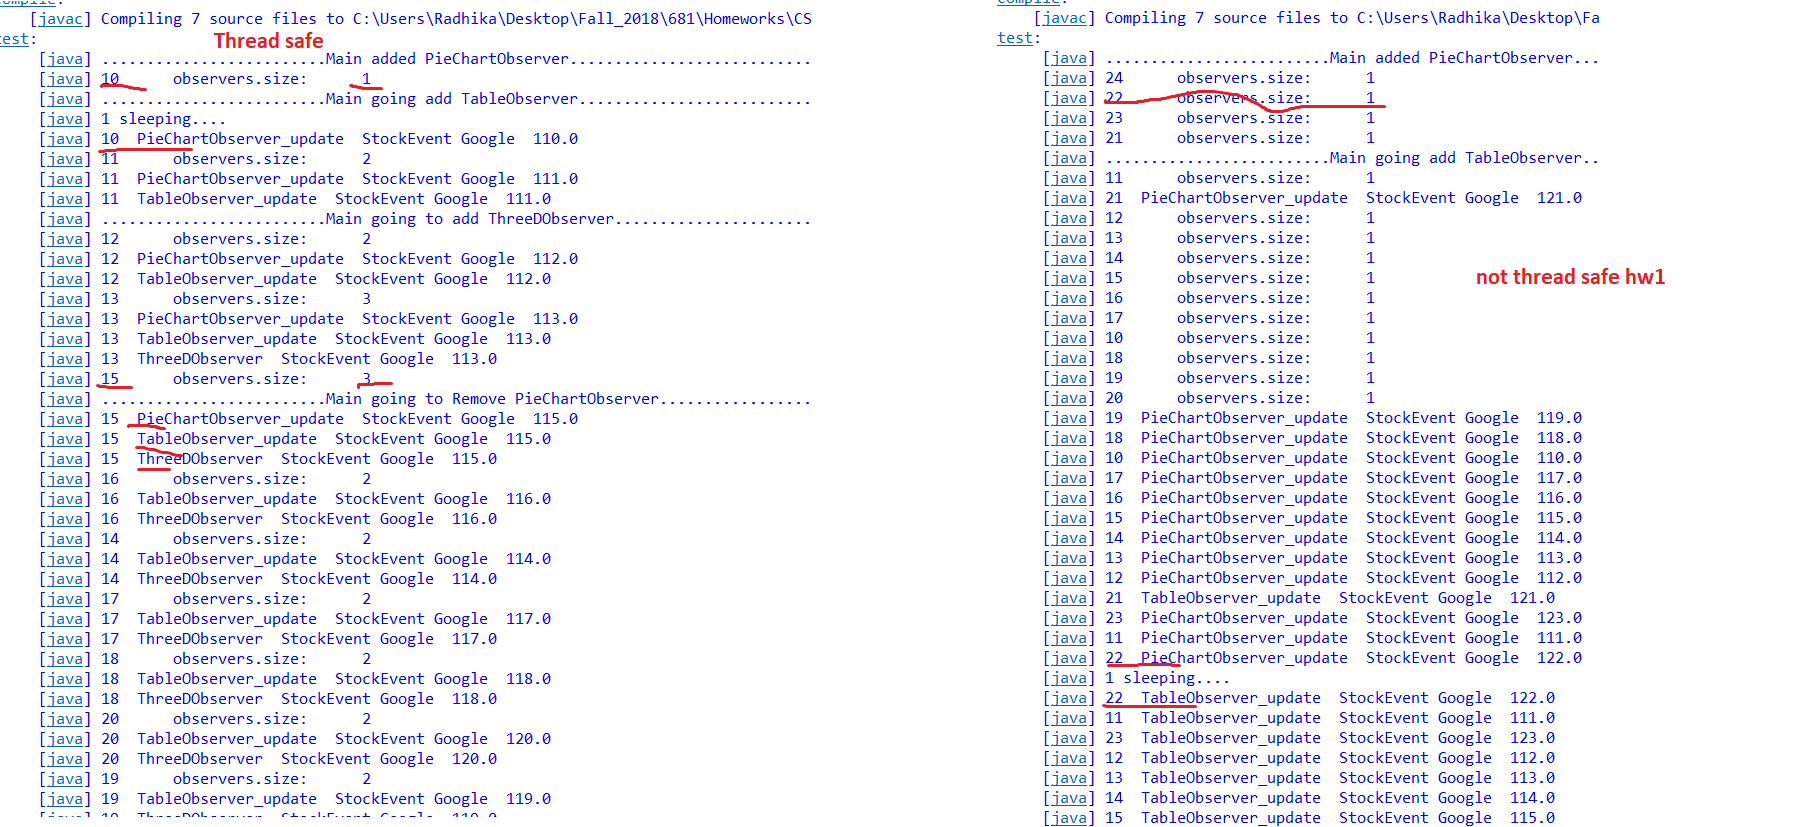 compile:
[javac] Compiling 7 source files to C:\Users\Radhika\Desktop\Fall_2018\681\Homeworks\CS
test:
Thread safe
[java] .........................Main added PieChartObserver...........................
[java] 10      observers.size:      1
[java] .........................Main going add TableObserver..........................
[java] 1 sleeping....
[java] 10  PieChartObserver_update  StockEvent Google  110.0
[java] 11      observers.size:      2
[java] 11  PieChartObserver_update  StockEvent Google  111.0
[java] 11  TableObserver_update  StockEvent Google  111.0
[java] .........................Main going to add ThreeDObserver......................
[java] 12      observers.size:      2
[java] 12  PieChartObserver_update  StockEvent Google  112.0
[java] 12  TableObserver_update  StockEvent Google  112.0
[java] 13      observers.size:      3
[java] 13  PieChartObserver_update  StockEvent Google  113.0
[java] 13  TableObserver_update  StockEvent Google  113.0
[java] 13  ThreeDObserver  StockEvent Google  113.0
[java] 15      observers.size:      3
[java] .........................Main going to Remove PieChartObserver.................
[java] 15  PieChartObserver_update  StockEvent Google  115.0
[java] 15  TableObserver_update  StockEvent Google  115.0
[java] 15  ThreeDObserver  StockEvent Google  115.0
[java] 16      observers.size:      2
[java] 16  TableObserver_update  StockEvent Google  116.0
[java] 16  ThreeDObserver  StockEvent Google  116.0
[java] 14      observers.size:      2
[java] 14  TableObserver_update  StockEvent Google  114.0
[java] 14  ThreeDObserver  StockEvent Google  114.0
[java] 17      observers.size:      2
[java] 17  TableObserver_update  StockEvent Google  117.0
[java] 17  ThreeDObserver  StockEvent Google  117.0
[java] 18      observers.size:      2
[java] 18  TableObserver_update  StockEvent Google  118.0
[java] 18  ThreeDObserver  StockEvent Google  118.0
[java] 20      observers.size:      2
[java] 20  TableObserver_update  StockEvent Google  120.0
[java] 20  ThreeDObserver  StockEvent Google  120.0
[java] 19      observers.size:      2
[java] 19  TableObserver_update  StockEvent Google  119.0
[java] 19  ThreeDObserver  StockEvent Google  119.0
compile:
[javac] Compiling 7 source files to C:\Users\Radhika\Desktop\Fa
test:
[java] .........................Main added PieChartObserver...
[java] 24      observers.size:      1
[java] 22      observers.size:      1
[java] 23      observers.size:      1
[java] 21      observers.size:      1
[java] .........................Main going add TableObserver..
[java] 11      observers.size:      1
[java] 21  PieChartObserver_update  StockEvent Google  121.0
[java] 12      observers.size:      1
[java] 13      observers.size:      1
[java] 14      observers.size:      1
[java] 15      observers.size:      1
not thread safe hw1
[java] 16      observers.size:      1
[java] 17      observers.size:      1
[java] 10      observers.size:      1
[java] 18      observers.size:      1
[java] 19      observers.size:      1
[java] 20      observers.size:      1
[java] 19  PieChartObserver_update  StockEvent Google  119.0
[java] 18  PieChartObserver_update  StockEvent Google  118.0
[java] 10  PieChartObserver_update  StockEvent Google  110.0
[java] 17  PieChartObserver_update  StockEvent Google  117.0
[java] 16  PieChartObserver_update  StockEvent Google  116.0
[java] 15  PieChartObserver_update  StockEvent Google  115.0
[java] 14  PieChartObserver_update  StockEvent Google  114.0
[java] 13  PieChartObserver_update  StockEvent Google  113.0
[java] 12  PieChartObserver_update  StockEvent Google  112.0
[java] 21  TableObserver_update  StockEvent Google  121.0
[java] 23  PieChartObserver_update  StockEvent Google  123.0
[java] 11  PieChartObserver_update  StockEvent Google  111.0
[java] 22  PieChartObserver_update  StockEvent Google  122.0
[java] 1 sleeping....
[java] 22  TableObserver_update  StockEvent Google  122.0
[java] 11  TableObserver_update  StockEvent Google  111.0
[java] 23  TableObserver_update  StockEvent Google  123.0
[java] 12  TableObserver_update  StockEvent Google  112.0
[java] 13  TableObserver_update  StockEvent Google  113.0
[java] 14  TableObserver_update  StockEvent Google  114.0
[java] 15  TableObserver_update  StockEvent Google  115.0